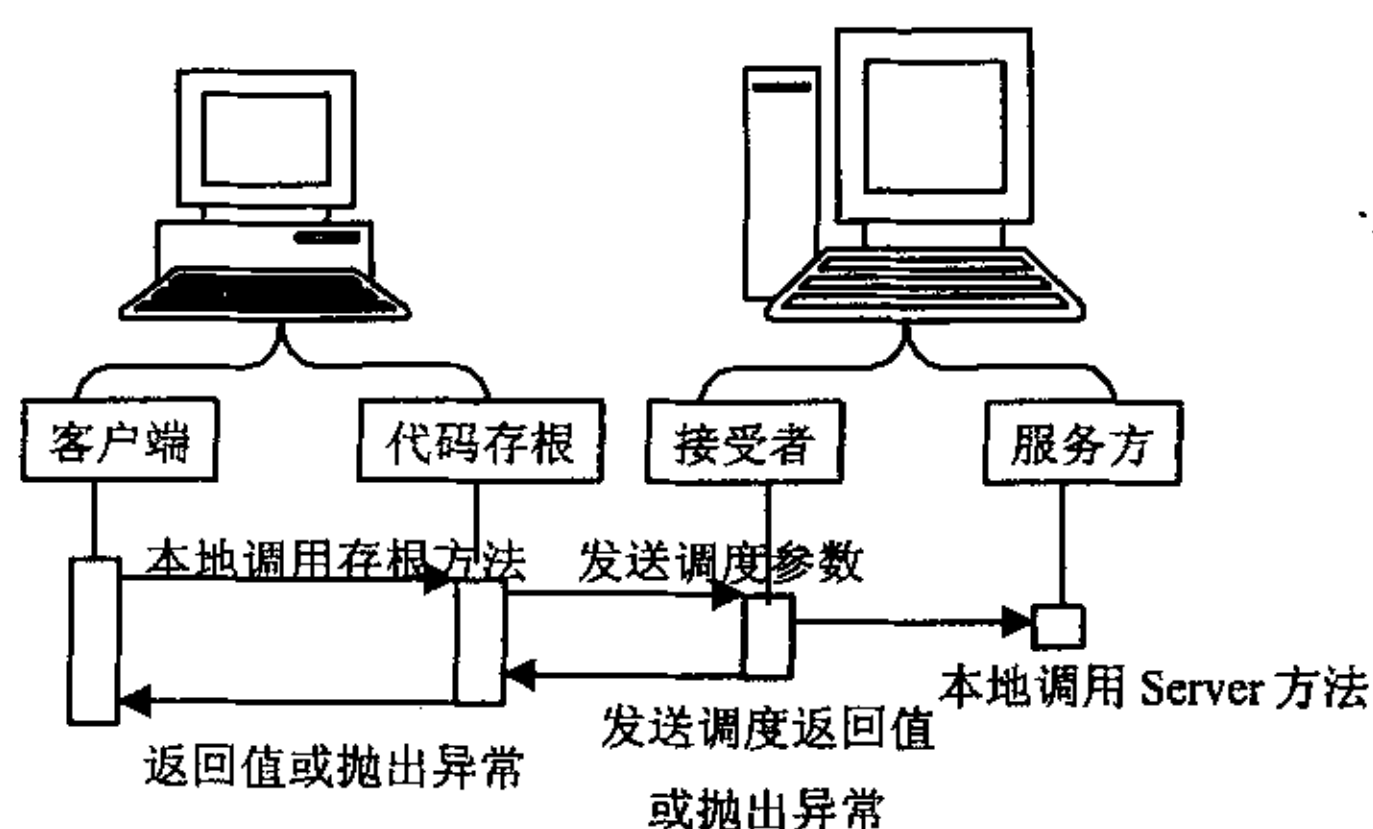 客户端
代码存根
接受者
服务方
本地调用存根方法
发送调度参数
本地调用 Server 方法
返回值或抛出异常
发送调度返回值
或抛出异常